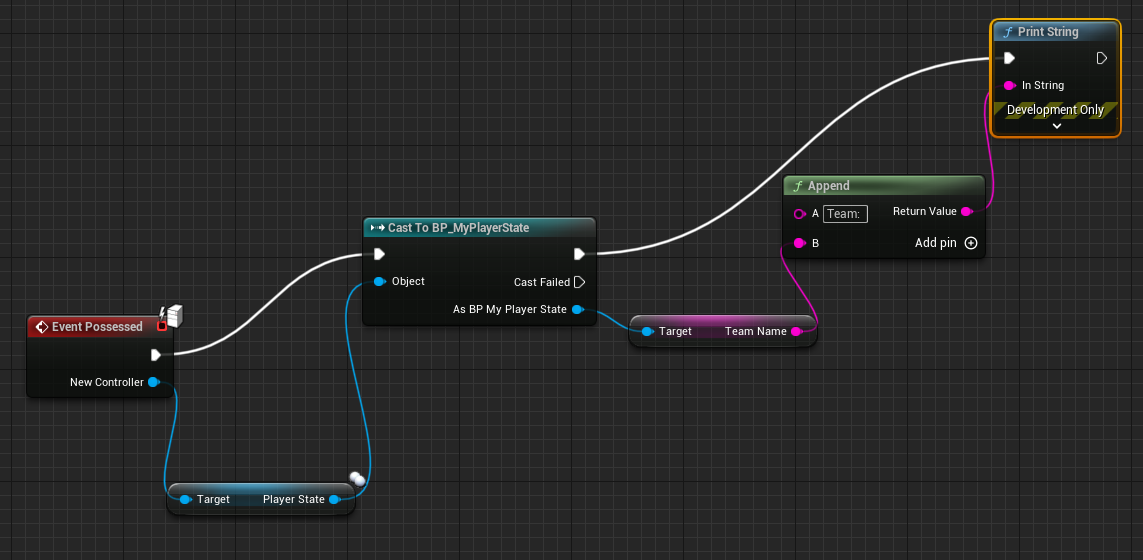 Print String
In String
Development Only
Append
A Team:
Return Value
B
Add pin
Cast To BP_MyPlayerState
Object
Cast Failed
As BP My Player State
Event Possessed
New Controller
Target Team Name
Target Player State